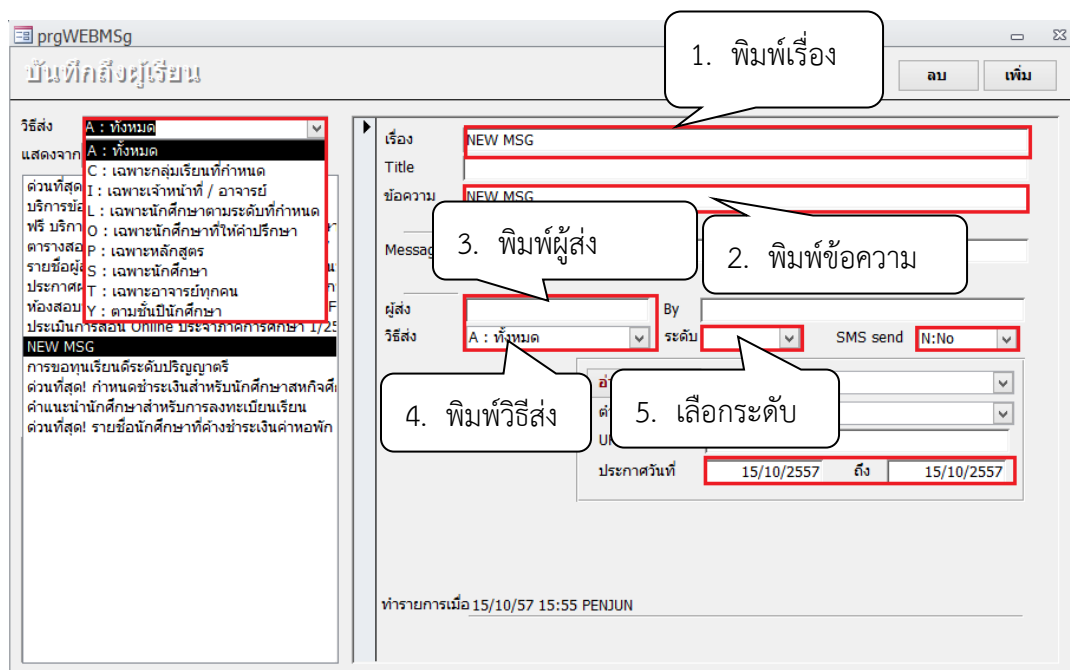 prgWEBMSg
บันทึกถึงผู้เรียน
1. พิมพ์เรื่อง
ลบ เพิ่ม
วิธีส่ง A : ทั้งหมด
แสดงจาก
A : ทั้งหมด
C : เฉพาะกลุ่มเรียนที่กำหนด
I : เฉพาะเจ้าหน้าที่ / อาจารย์
L : เฉพาะนักศึกษาตามระดับที่กำหนด
O : เฉพาะนักศึกษาที่ให้คำปรึกษา
P : เฉพาะหลักสูตร
S : เฉพาะนักศึกษา
T : เฉพาะอาจารย์ทุกคน
Y : ตามชั้นปีนักศึกษา
ด่วนที่สุด
ฟรี
ประเมินการสอน Online ประจำภาคการศึกษา 1/25
NEW MSG
การขอทุนเรียนดีระดับปริญญาตรี
ด่วนที่สุด! กำหนดชำระเงินสำหรับนักศึกษาสหกิจศึ
คำแนะนำนักศึกษาสำหรับการลงทะเบียนเรียน
ด่วนที่สุด! รายชื่อนักศึกษาที่ค้างชำระเงินค่าหอพัก
เรื่อง NEW MSG
Title
ข้อความ NEW MSG
2. พิมพ์ข้อความ
3. พิมพ์ผู้ส่ง
Messag
ผู้ส่ง By
วิธีส่ง A : ทั้งหมด ระดับ SMS send N:No
4. พิมพ์วิธีส่ง
5. เลือกระดับ
ประกาศวันที่ 15/10/2557 ถึง 15/10/2557
ทำรายการเมื่อ 15/10/57 15:55 PENJUN